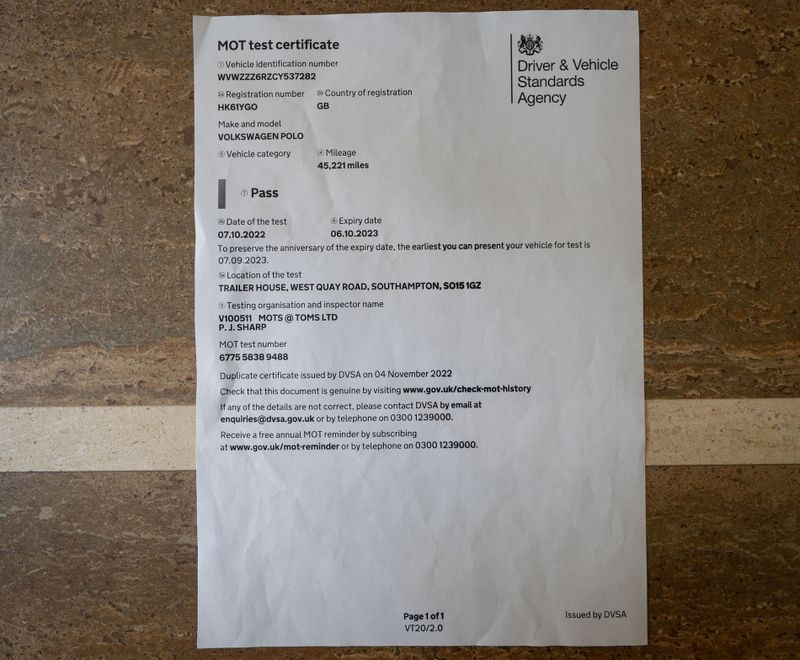 MOT test certificate
Driver & Vehicle
Standards
Agency
① Vehicle identification number
WVWZZZ6RZCY537282
Registration number
Country of registration
HK61YGO
GB
Make and model
VOLKSWAGEN POLO
⑤ Vehicle category
④ Mileage
45,221 miles
⑦ Pass
Date of the test
⑧ Expiry date
07.10.2022
06.10.2023
To preserve the anniversary of the expiry date, the earliest you can present your vehicle for test is
07.09.2023.
Location of the test
TRAILER HOUSE, WEST QUAY ROAD, SOUTHAMPTON, SO15 1GZ
⑨ Testing organisation and inspector name
V100511 MOTS @ TOMS LTD
P. J. SHARP
MOT test number
6775 5838 9488
Duplicate certificate issued by DVSA on 04 November 2022
Check that this document is genuine by visiting www.gov.uk/check-mot-history
If any of the details are not correct, please contact DVSA by email at
enquiries@dvsa.gov.uk or by telephone on 0300 1239000.
Receive a free annual MOT reminder by subscribing
at www.gov.uk/mot-reminder or by telephone on 0300 1239000.
Page 1 of 1
VT20/2.0
Issued by DVSA